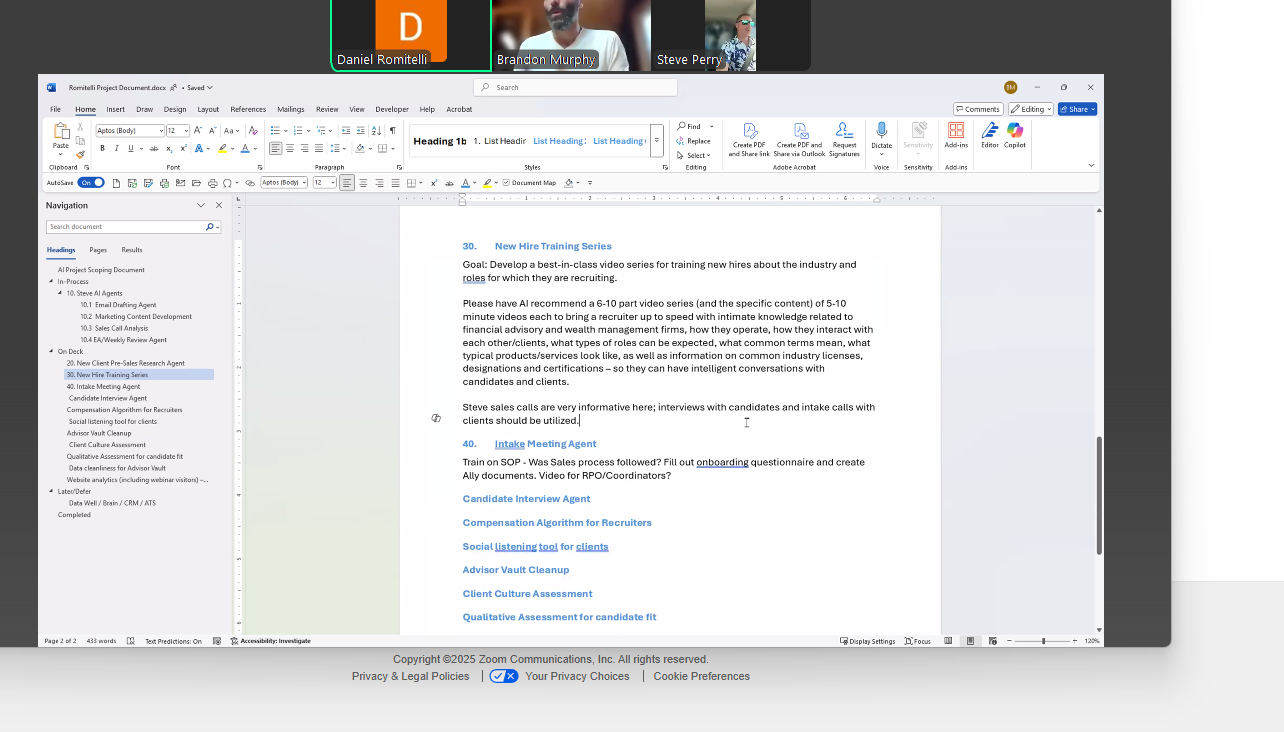 D
Daniel Romitelli
Brandon Murphy
Steve Perry
Romitelli Project Document.docx • Saved
Search
BM
File Home Insert Draw Design Layout References Mailings Review View Developer Help Acrobat
Comments Editing Share
Paste
Aptos (Body) 12
Heading 1b 1. List Headir List Heading: List Heading
Find
Replace
Select
Create PDF and Share link
Create PDF and Share via Outlook
Request Signatures
Dictate
Sensitivity
Add-ins
Editor
Copilot
Clipboard Font Paragraph Styles Editing Adobe Acrobat Voice Sensitivity Add-ins
AutoSave On
Aptos (Body) 12
Document Map
Navigation
Search document
Headings Pages Results
AI Project Scoping Document
In-Process
10. Steve AI Agents
10.1 Email Drafting Agent
10.2 Marketing Content Development
10.3 Sales Call Analysis
10.4 EA/Weekly Review Agent
On Deck
20. New Client Pre-Sales Research Agent
30. New Hire Training Series
40. Intake Meeting Agent
Candidate Interview Agent
Compensation Algorithm for Recruiters
Social listening tool for clients
Advisor Vault Cleanup
Client Culture Assessment
Qualitative Assessment for candidate fit
Data cleanliness for Advisor Vault
Website analytics (including webinar visitors) –...
Later/Defer
Data Well / Brain / CRM / ATS
Completed
30. New Hire Training Series
Goal: Develop a best-in-class video series for training new hires about the industry and
roles for which they are recruiting.
Please have AI recommend a 6-10 part video series (and the specific content) of 5-10
minute videos each to bring a recruiter up to speed with intimate knowledge related to
financial advisory and wealth management firms, how they operate, how they interact with
each other/clients, what types of roles can be expected, what common terms mean, what
typical products/services look like, as well as information on common industry licenses,
designations and certifications – so they can have intelligent conversations with
candidates and clients.
Steve sales calls are very informative here; interviews with candidates and intake calls with
clients should be utilized.
40. Intake Meeting Agent
Train on SOP - Was Sales process followed? Fill out onboarding questionnaire and create
Ally documents. Video for RPO/Coordinators?
Candidate Interview Agent
Compensation Algorithm for Recruiters
Social listening tool for clients
Advisor Vault Cleanup
Client Culture Assessment
Qualitative Assessment for candidate fit
Page 2 of 2 433 words Text Predictions: On Accessibility: Investigate
Display Settings Focus 120%
Copyright ©2025 Zoom Communications, Inc. All rights reserved.
Privacy & Legal Policies | Your Privacy Choices | Cookie Preferences